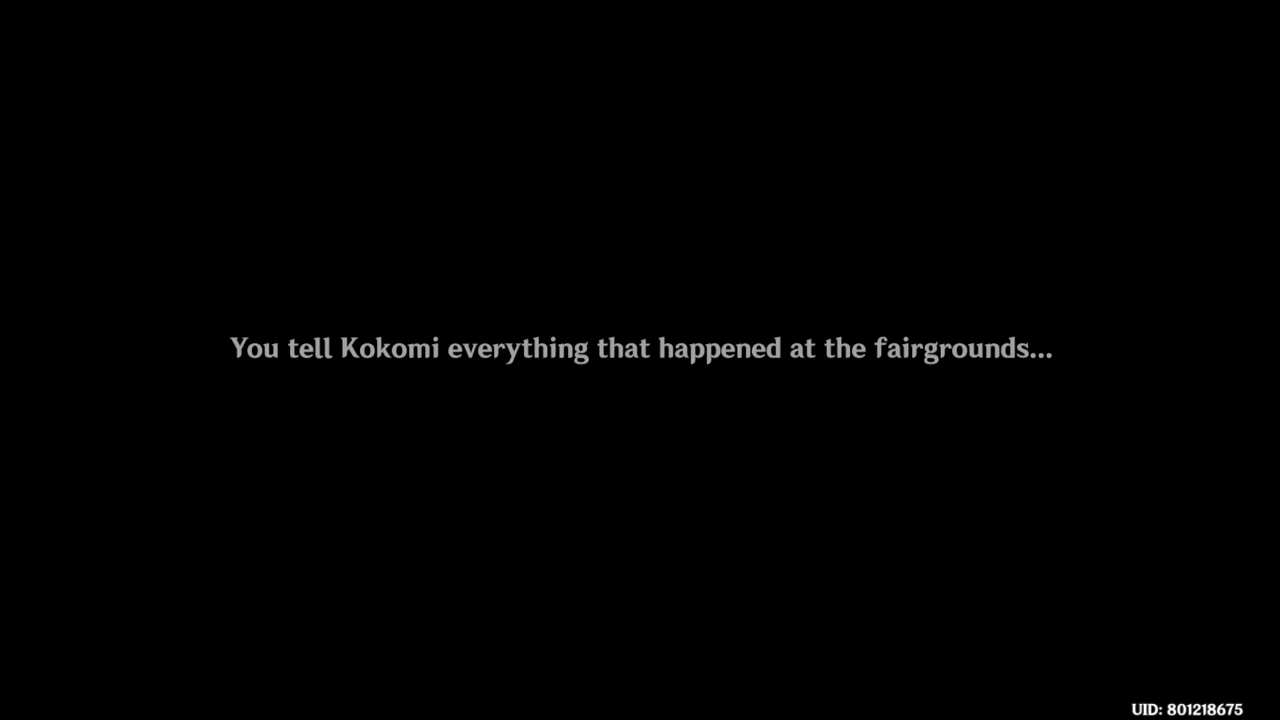 You tell Kokomi everything that happened at the fairgrounds...
UID: 801218675